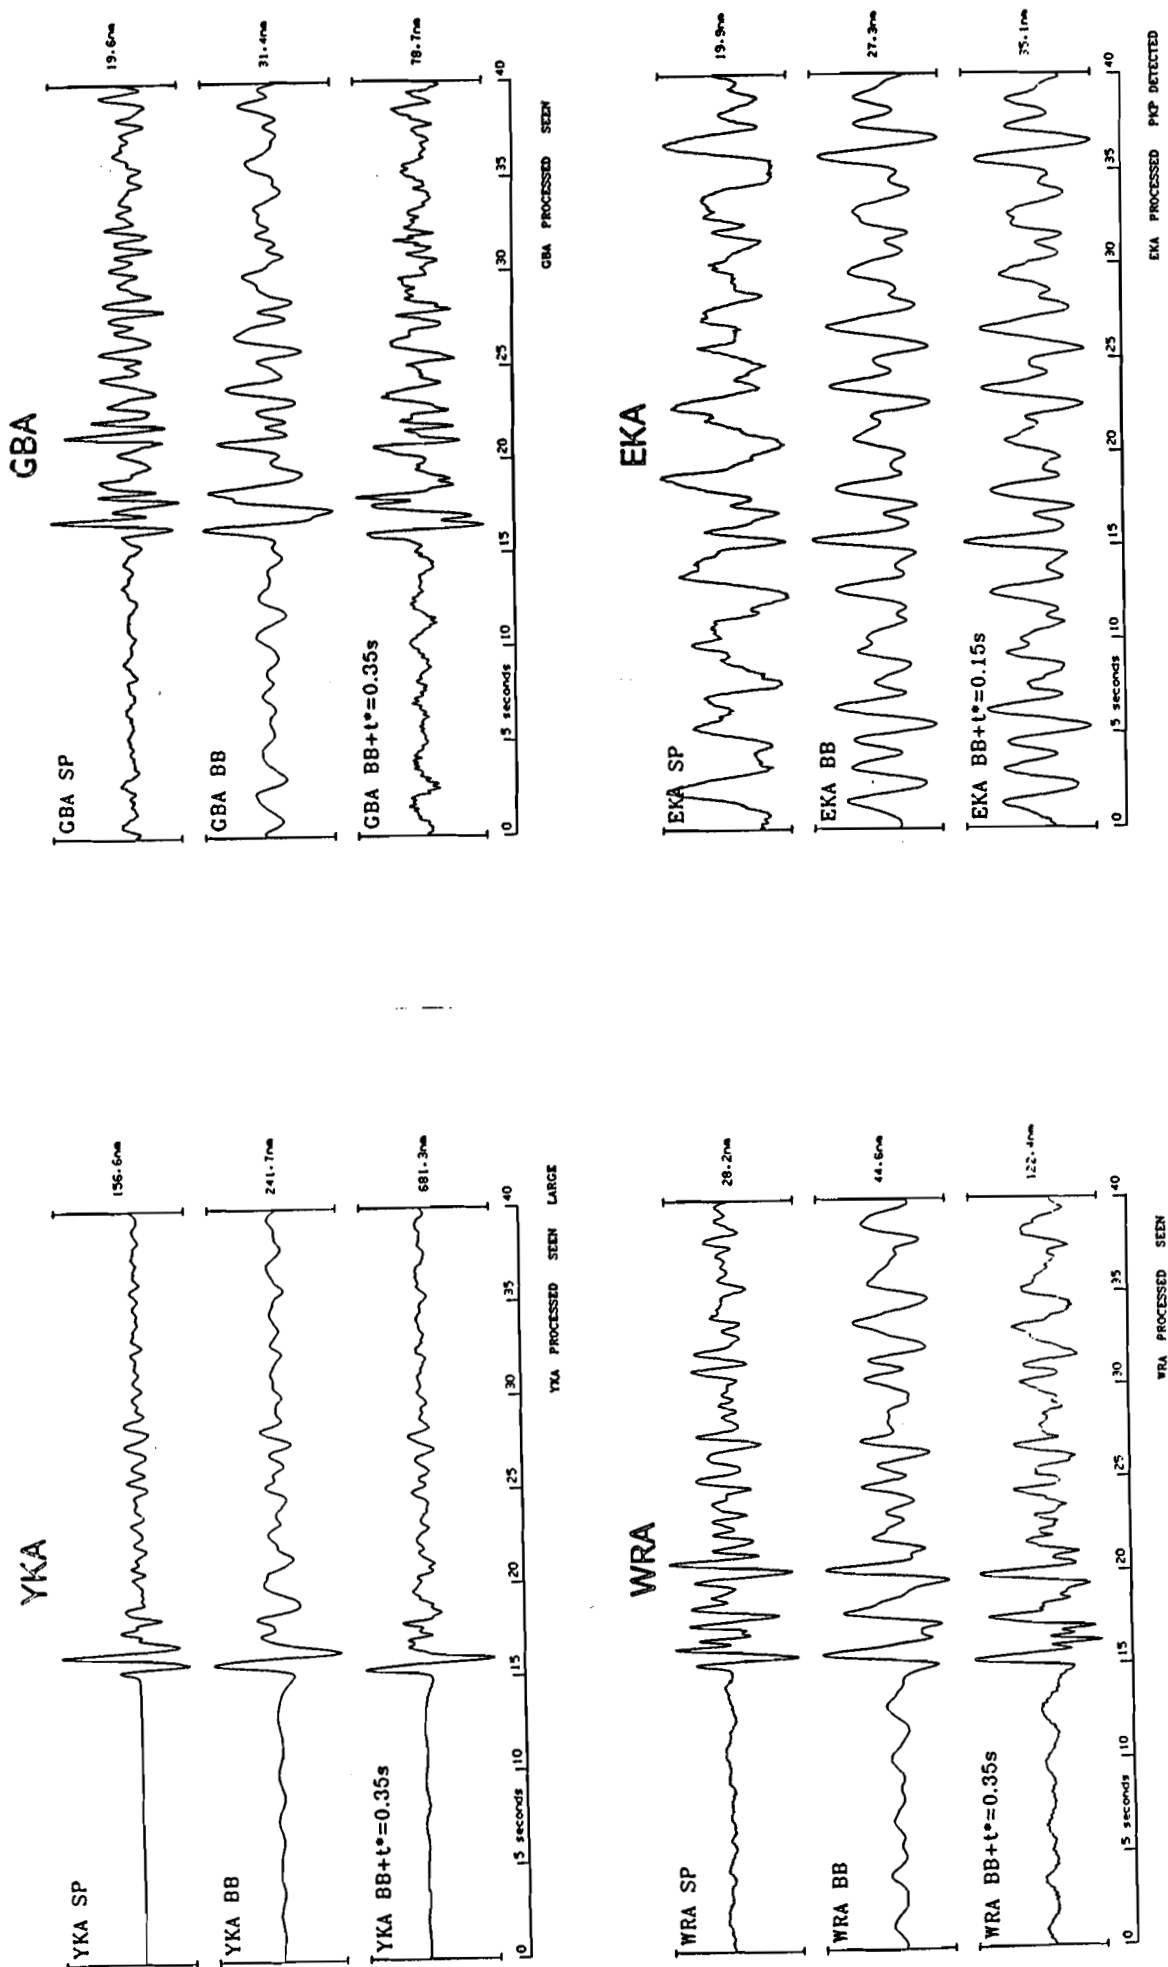 YKA
YKA SP
156.6nm
YKA BB
241.7nm
YKA BB+t*=0.35s
681.3nm
0 5 seconds 10 15 20 25 30 35 40
YKA PROCESSED SEEN LARGE
GBA
GBA SP
19.6nm
GBA BB
31.4nm
GBA BB+t*=0.35s
78.7nm
0 5 seconds 10 15 20 25 30 35 40
GBA PROCESSED SEEN
WRA
WRA SP
28.2nm
WRA BB
44.6nm
WRA BB+t*=0.35s
122.4nm
0 5 seconds 10 15 20 25 30 35 40
WRA PROCESSED SEEN
EKA
EKA SP
19.9nm
EKA BB
27.3nm
EKA BB+t*=0.15s
35.1nm
0 5 seconds 10 15 20 25 30 35 40
EKA PROCESSED PKP DETECTED